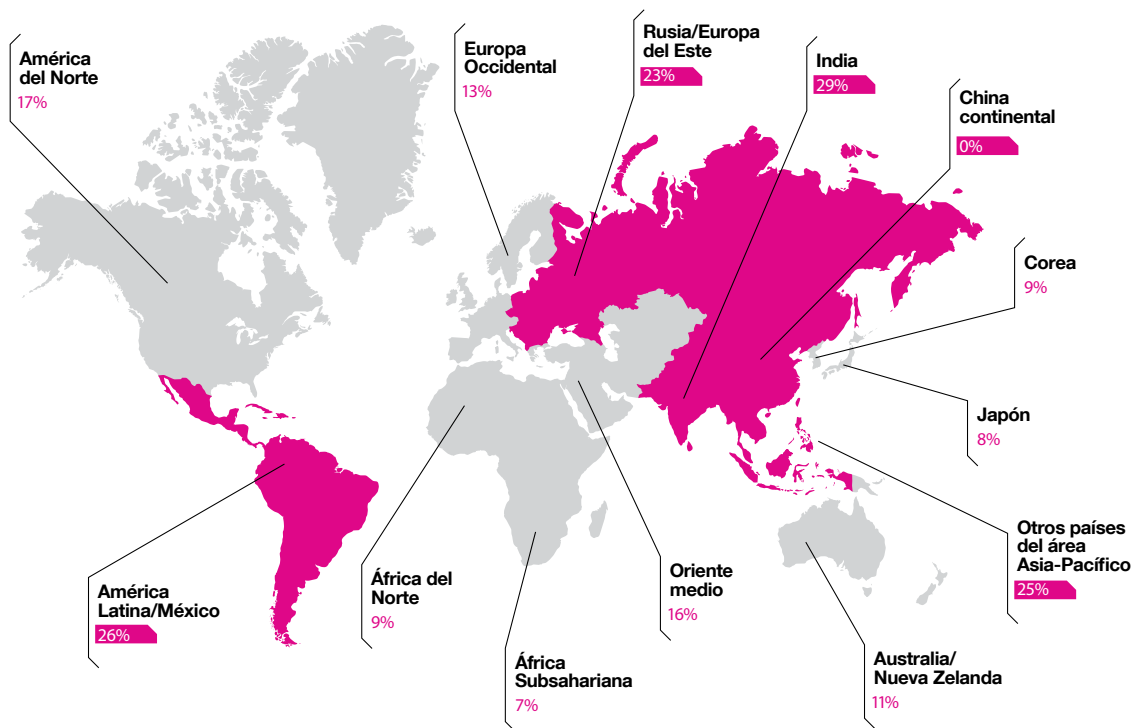 América
del Norte
17%
Europa
Occidental
13%
Rusia/Europa
del Este
23%
India
29%
China
continental
0%
Corea
9%
Japón
8%
Otros países
del área
Asia-Pacífico
25%
América
Latina/México
26%
África del
Norte
9%
África
Subsahariana
7%
Oriente
medio
16%
Australia/
Nueva Zelanda
11%